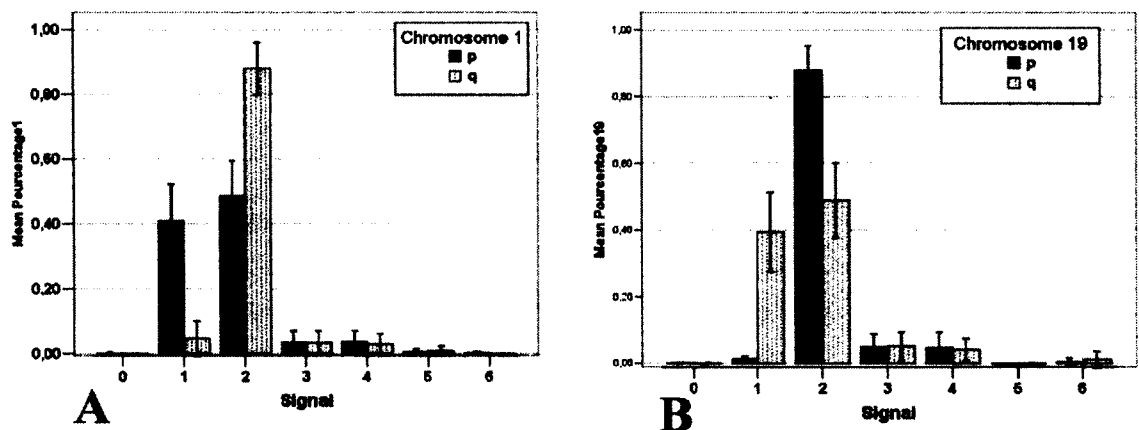 Mean Pourcentage1
1,00
0,80
0,60
0,40
0,20
0,00
Chromosome 1
p
q
0 1 2 3 4 5 6
Signal
A
Mean Pourcentage19
1,00
0,80
0,60
0,40
0,20
0,00
Chromosome 19
p
q
0 1 2 3 4 5 6
Signal
B